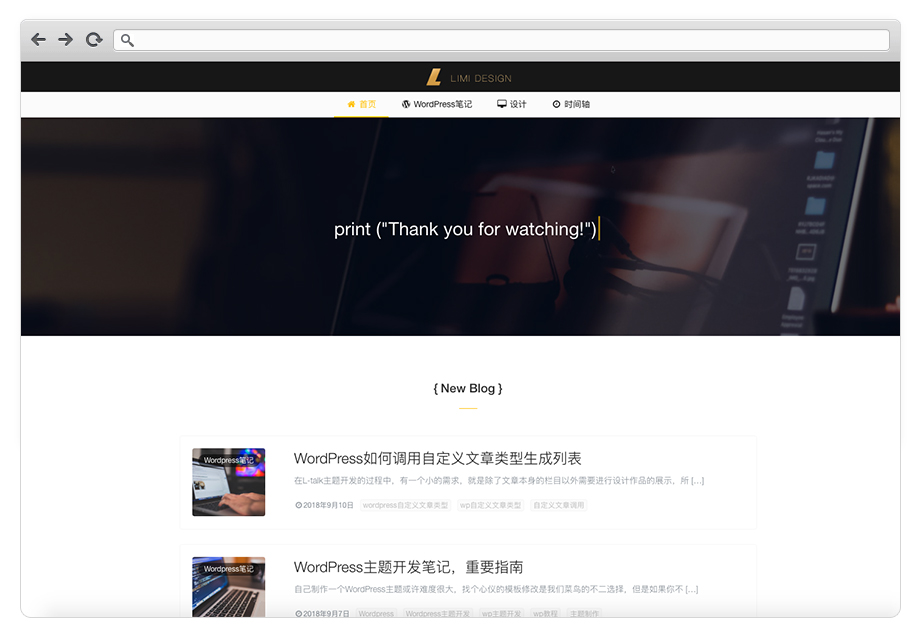 LIMI DESIGN
首页 WordPress笔记 设计 时间轴
print ("Thank you for watching!")
{ New Blog }
Wordpress笔记
WordPress如何调用自定义文章类型生成列表
在L-talk主题开发的过程中，有一个小的需求，就是除了文章本身的栏目以外需要进行设计作品的展示，所 [...]
2018年9月10日 wordpress自定义文章类型 wp自定义文章类型 自定义文章调用
Wordpress笔记
WordPress主题开发笔记，重要指南
自己制作一个WordPress主题或许难度很大，找个心仪的模板修改是我们菜鸟的不二选择，但是如果你不 [...]
2018年9月7日 Wordpress Wordpress主题开发 wp主题开发 wp教程 主题制作